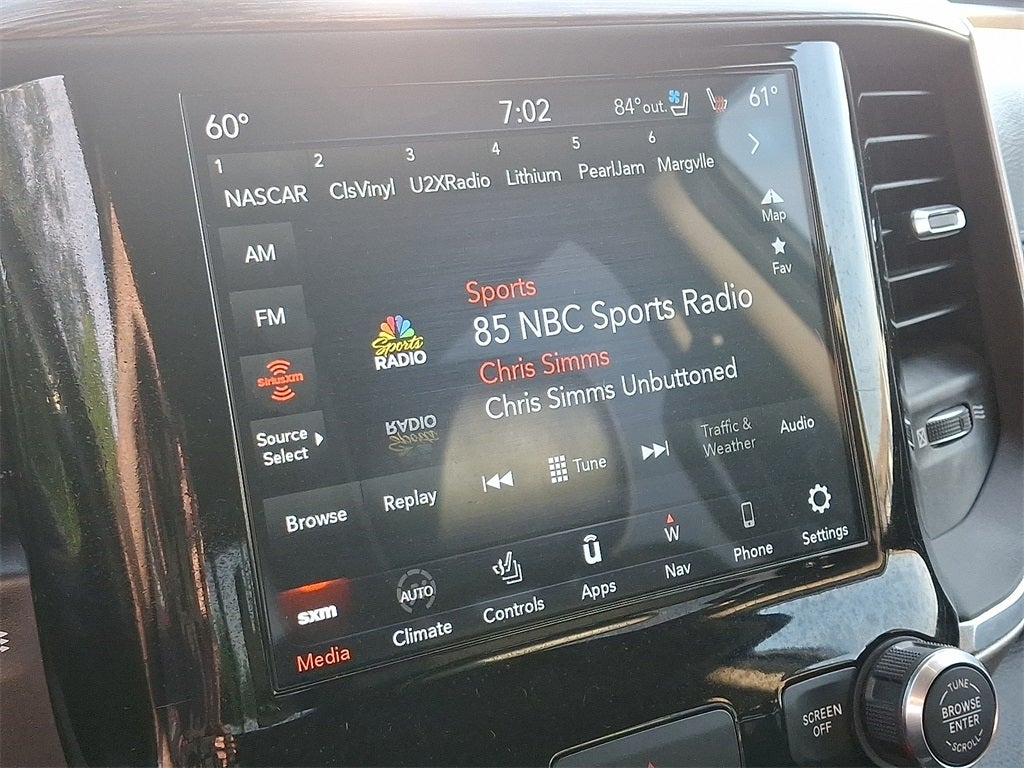 60° 7:02 84° out. 61°
1 2 3 4 5 6
NASCAR ClsVinyl U2XRadio Lithium PearlJam Margvlle
Map
Fav
AM
FM
SiriusXM
Source
Select
Sports
85 NBC Sports Radio
Chris Simms
Chris Simms Unbuttoned
Sports
RADIO
Browse
Replay
Tune
Traffic &
Weather
Audio
sxm
Media
AUTO
Climate
Controls
ū
Apps
W
Nav
Phone
Settings
SCREEN
OFF
TUNE
BROWSE
ENTER
SCROLL